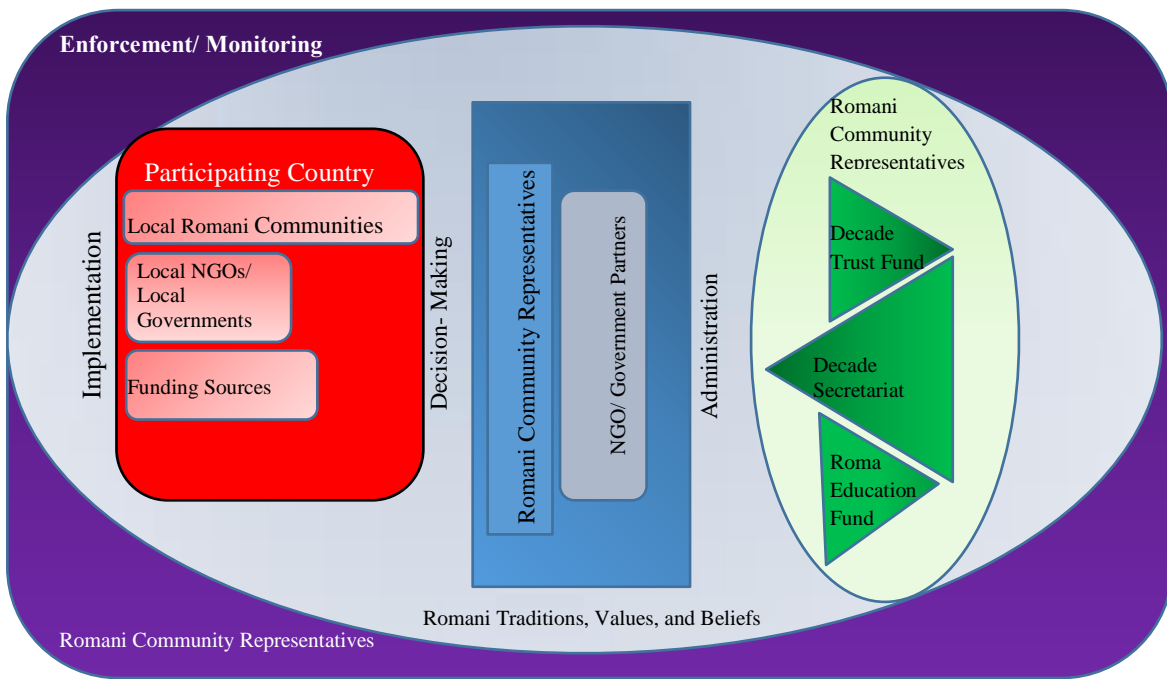 Enforcement/ Monitoring
Implementation
Participating Country
Local Romani Communities
Local NGOs/
Local
Governments
Funding Sources
Decision- Making
Romani Community Representatives
NGO/ Government Partners
Administration
Romani
Community
Representatives
Decade
Trust Fund
Decade
Secretariat
Roma
Education
Fund
Romani Traditions, Values, and Beliefs
Romani Community Representatives